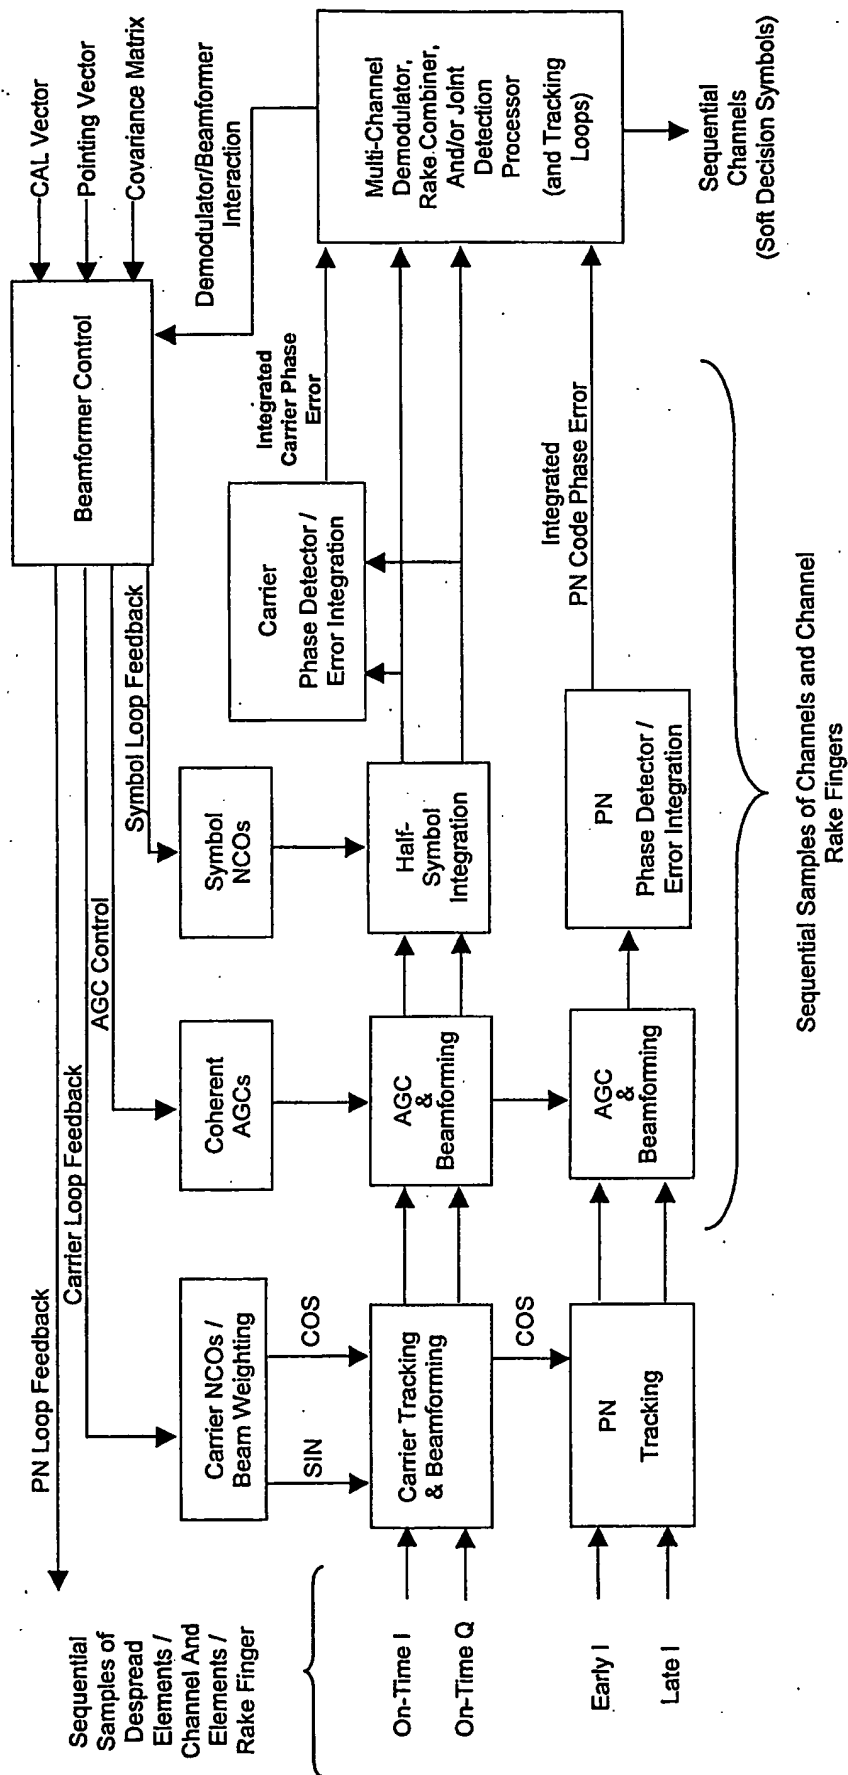 CAL Vector
Pointing Vector
Covariance Matrix
Beamformer Control
Demodulator/Beamformer
Interaction
PN Loop Feedback
Carrier Loop Feedback
AGC Control
Symbol Loop Feedback
Sequential
Samples of
Despread
Elements /
Channel And
Elements /
Rake Finger
Carrier NCOs /
Beam Weighting
Coherent
AGCs
Symbol
NCOs
Carrier
Phase Detector /
Error Integration
Integrated
Carrier Phase
Error
Multi-Channel
Demodulator,
Rake Combiner,
And/or Joint
Detection
Processor
(and Tracking
Loops)
SIN
COS
On-Time I
On-Time Q
Carrier Tracking
& Beamforming
AGC
&
Beamforming
Half-
Symbol
Integration
COS
Early I
Late I
PN
Tracking
AGC
&
Beamforming
PN
Phase Detector /
Error Integration
Integrated
PN Code Phase Error
Sequential
Channels
(Soft Decision Symbols)
Sequential Samples of Channels and Channel
Rake Fingers